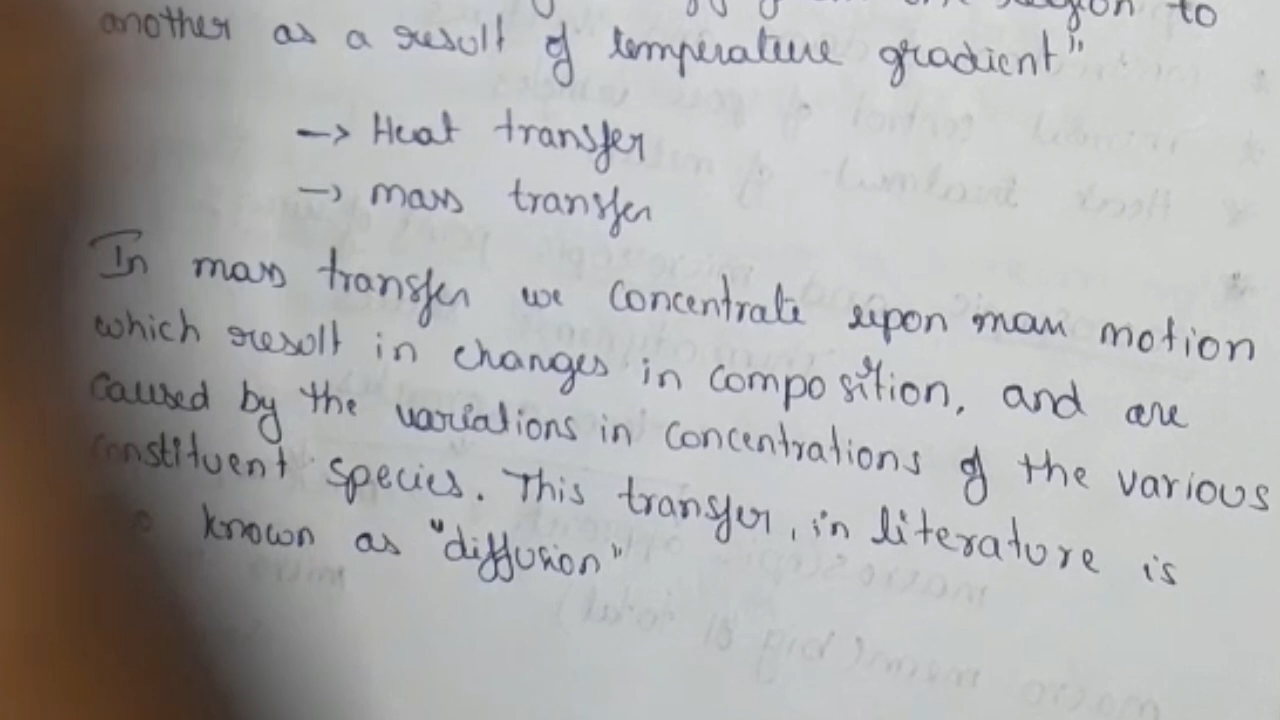 region to
another as a result of temperature gradient"
-> Heat transfer
-> mass transfer
In mass transfer we concentrate upon mass motion
which result in changes in composition, and are
caused by the variations in concentrations of the various
constituent species. This transfer, in literature is
known as "diffusion"